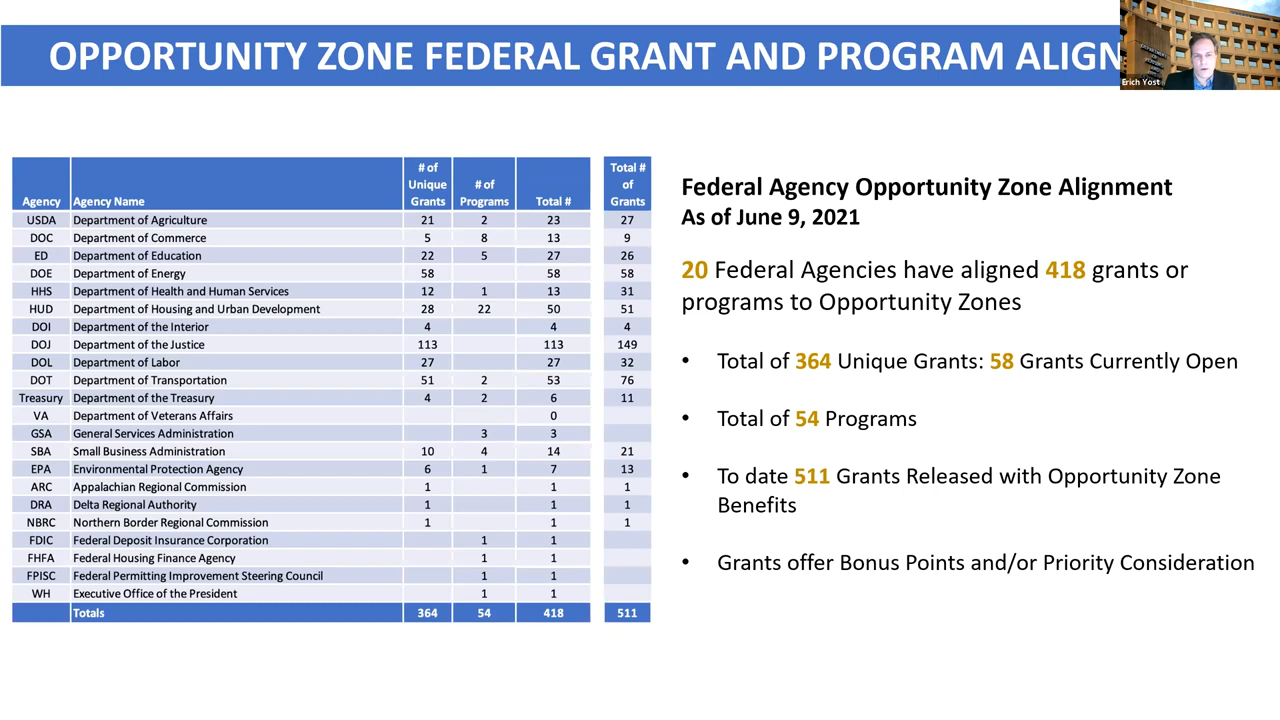 OPPORTUNITY ZONE FEDERAL GRANT AND PROGRAM ALIGN
Erich Yost
Agency Agency Name # of Unique Grants # of Programs Total # Total # of Grants
USDA Department of Agriculture 21 2 23 27
DOC Department of Commerce 5 8 13 9
ED Department of Education 22 5 27 26
DOE Department of Energy 58 58 58
HHS Department of Health and Human Services 12 1 13 31
HUD Department of Housing and Urban Development 28 22 50 51
DOI Department of the Interior 4 4 4
DOJ Department of the Justice 113 113 149
DOL Department of Labor 27 27 32
DOT Department of Transportation 51 2 53 76
Treasury Department of the Treasury 4 2 6 11
VA Department of Veterans Affairs 0
GSA General Services Administration 3 3
SBA Small Business Administration 10 4 14 21
EPA Environmental Protection Agency 6 1 7 13
ARC Appalachian Regional Commission 1 1 1
DRA Delta Regional Authority 1 1 1
NBRC Northern Border Regional Commission 1 1 1
FDIC Federal Deposit Insurance Corporation 1 1
FHFA Federal Housing Finance Agency 1 1
FPISC Federal Permitting Improvement Steering Council 1 1
WH Executive Office of the President 1 1
Totals 364 54 418 511
Federal Agency Opportunity Zone Alignment
As of June 9, 2021
20 Federal Agencies have aligned 418 grants or
programs to Opportunity Zones
• Total of 364 Unique Grants: 58 Grants Currently Open
• Total of 54 Programs
• To date 511 Grants Released with Opportunity Zone
Benefits
• Grants offer Bonus Points and/or Priority Consideration